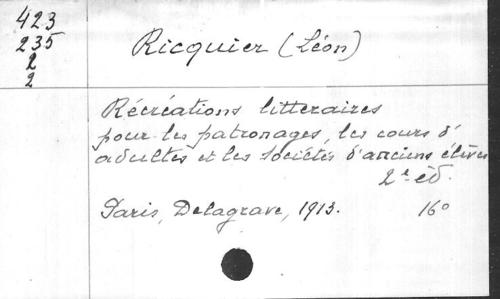 423
235
2
2
Ricquier (Léon)
Récréations litteraires
pour les patronages, les cours d'
adultes et les sociétés d'anciens élèves
2e éd.
Paris, Delagrave, 1913. 16°